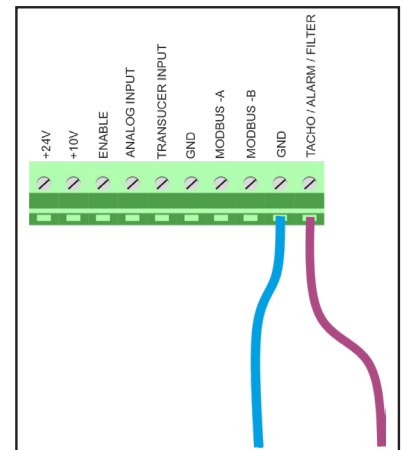 +24V
+10V
ENABLE
ANALOG INPUT
TRANSUCER INPUT
GND
MODBUS -A
MODBUS -B
GND
TACHO / ALARM / FILTER